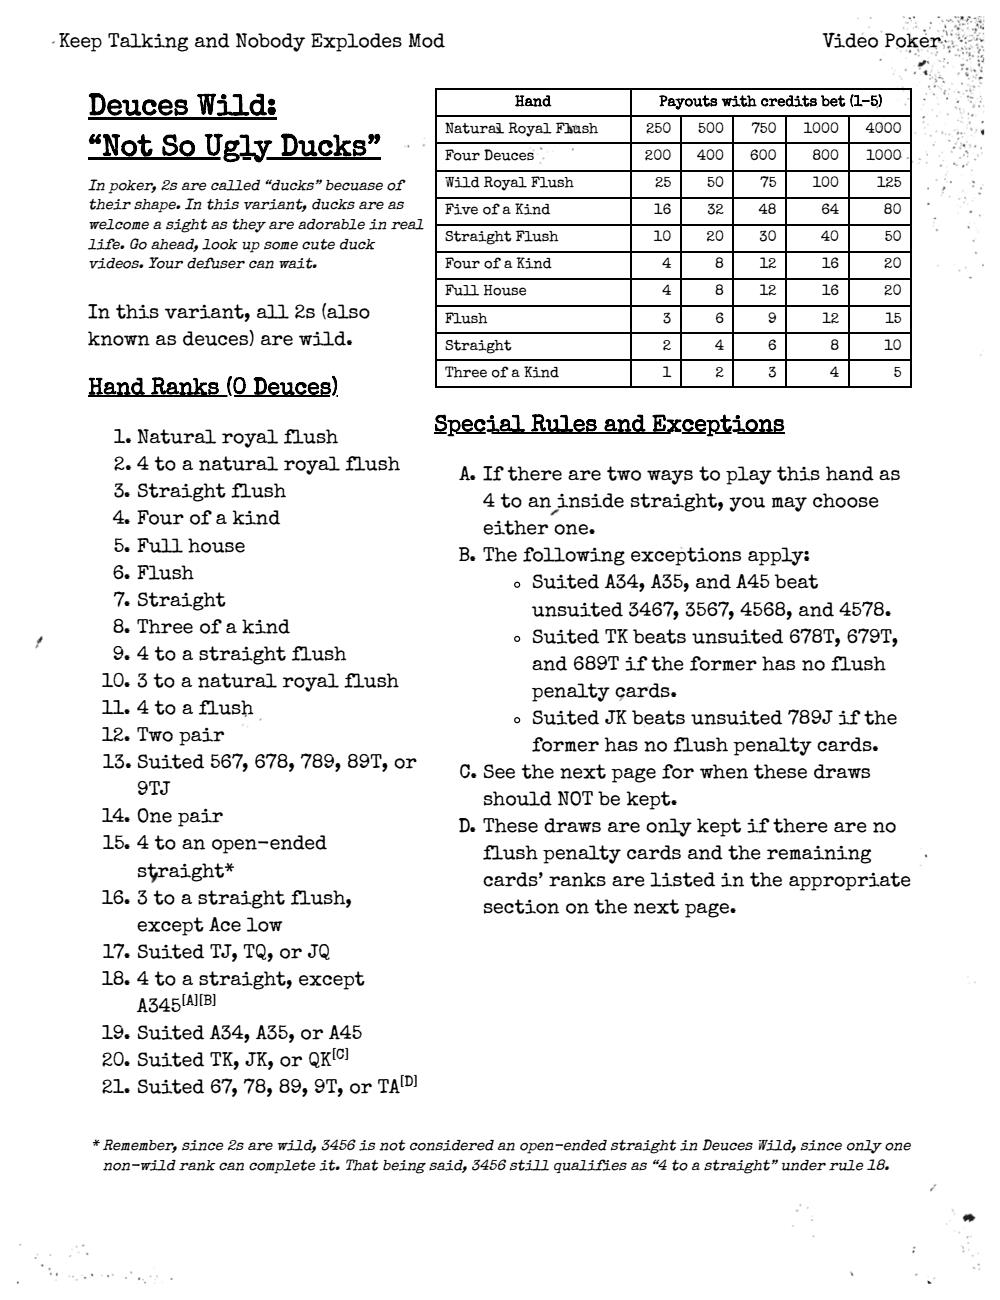 Keep Talking and Nobody Explodes Mod
Video Poker
Deuces Wild:
“Not So Ugly Ducks”
In poker, 2s are called “ducks” becuase of
their shape. In this variant, ducks are as
welcome a sight as they are adorable in real
life. Go ahead, look up some cute duck
videos. Your defuser can wait.
In this variant, all 2s (also
known as deuces) are wild.
Hand Ranks (0 Deuces)
1. Natural royal flush
2. 4 to a natural royal flush
3. Straight flush
4. Four of a kind
5. Full house
6. Flush
7. Straight
8. Three of a kind
9. 4 to a straight flush
10. 3 to a natural royal flush
11. 4 to a flush
12. Two pair
13. Suited 567, 678, 789, 89T, or
9TJ
14. One pair
15. 4 to an open-ended
straight*
16. 3 to a straight flush,
except Ace low
17. Suited TJ, TQ, or JQ
18. 4 to a straight, except
A345[A][B]
19. Suited A34, A35, or A45
20. Suited TK, JK, or QK[C]
21. Suited 67, 78, 89, 9T, or TA[D]
Hand Payouts with credits bet (1-5)
Natural Royal Flush 250 500 750 1000 4000
Four Deuces 200 400 600 800 1000
Wild Royal Flush 25 50 75 100 125
Five of a Kind 16 32 48 64 80
Straight Flush 10 20 30 40 50
Four of a Kind 4 8 12 16 20
Full House 4 8 12 16 20
Flush 3 6 9 12 15
Straight 2 4 6 8 10
Three of a Kind 1 2 3 4 5
Special Rules and Exceptions
A. If there are two ways to play this hand as
4 to an inside straight, you may choose
either one.
B. The following exceptions apply:
o Suited A34, A35, and A45 beat
unsuited 3467, 3567, 4568, and 4578.
o Suited TK beats unsuited 678T, 679T,
and 689T if the former has no flush
penalty cards.
o Suited JK beats unsuited 789J if the
former has no flush penalty cards.
C. See the next page for when these draws
should NOT be kept.
D. These draws are only kept if there are no
flush penalty cards and the remaining
cards’ ranks are listed in the appropriate
section on the next page.
* Remember, since 2s are wild, 3456 is not considered an open-ended straight in Deuces Wild, since only one
non-wild rank can complete it. That being said, 3456 still qualifies as “4 to a straight” under rule 18.